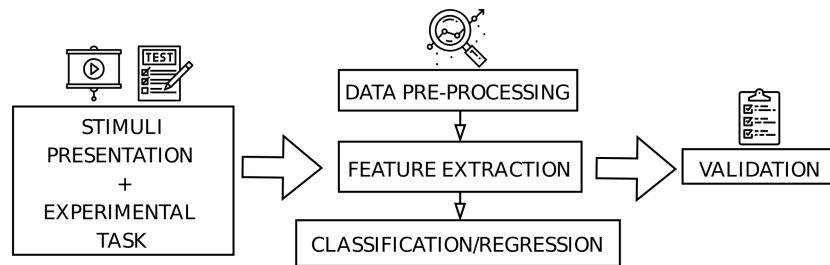 TEST
STIMULI
PRESENTATION
+
EXPERIMENTAL
TASK
DATA PRE-PROCESSING
FEATURE EXTRACTION
CLASSIFICATION/REGRESSION
VALIDATION